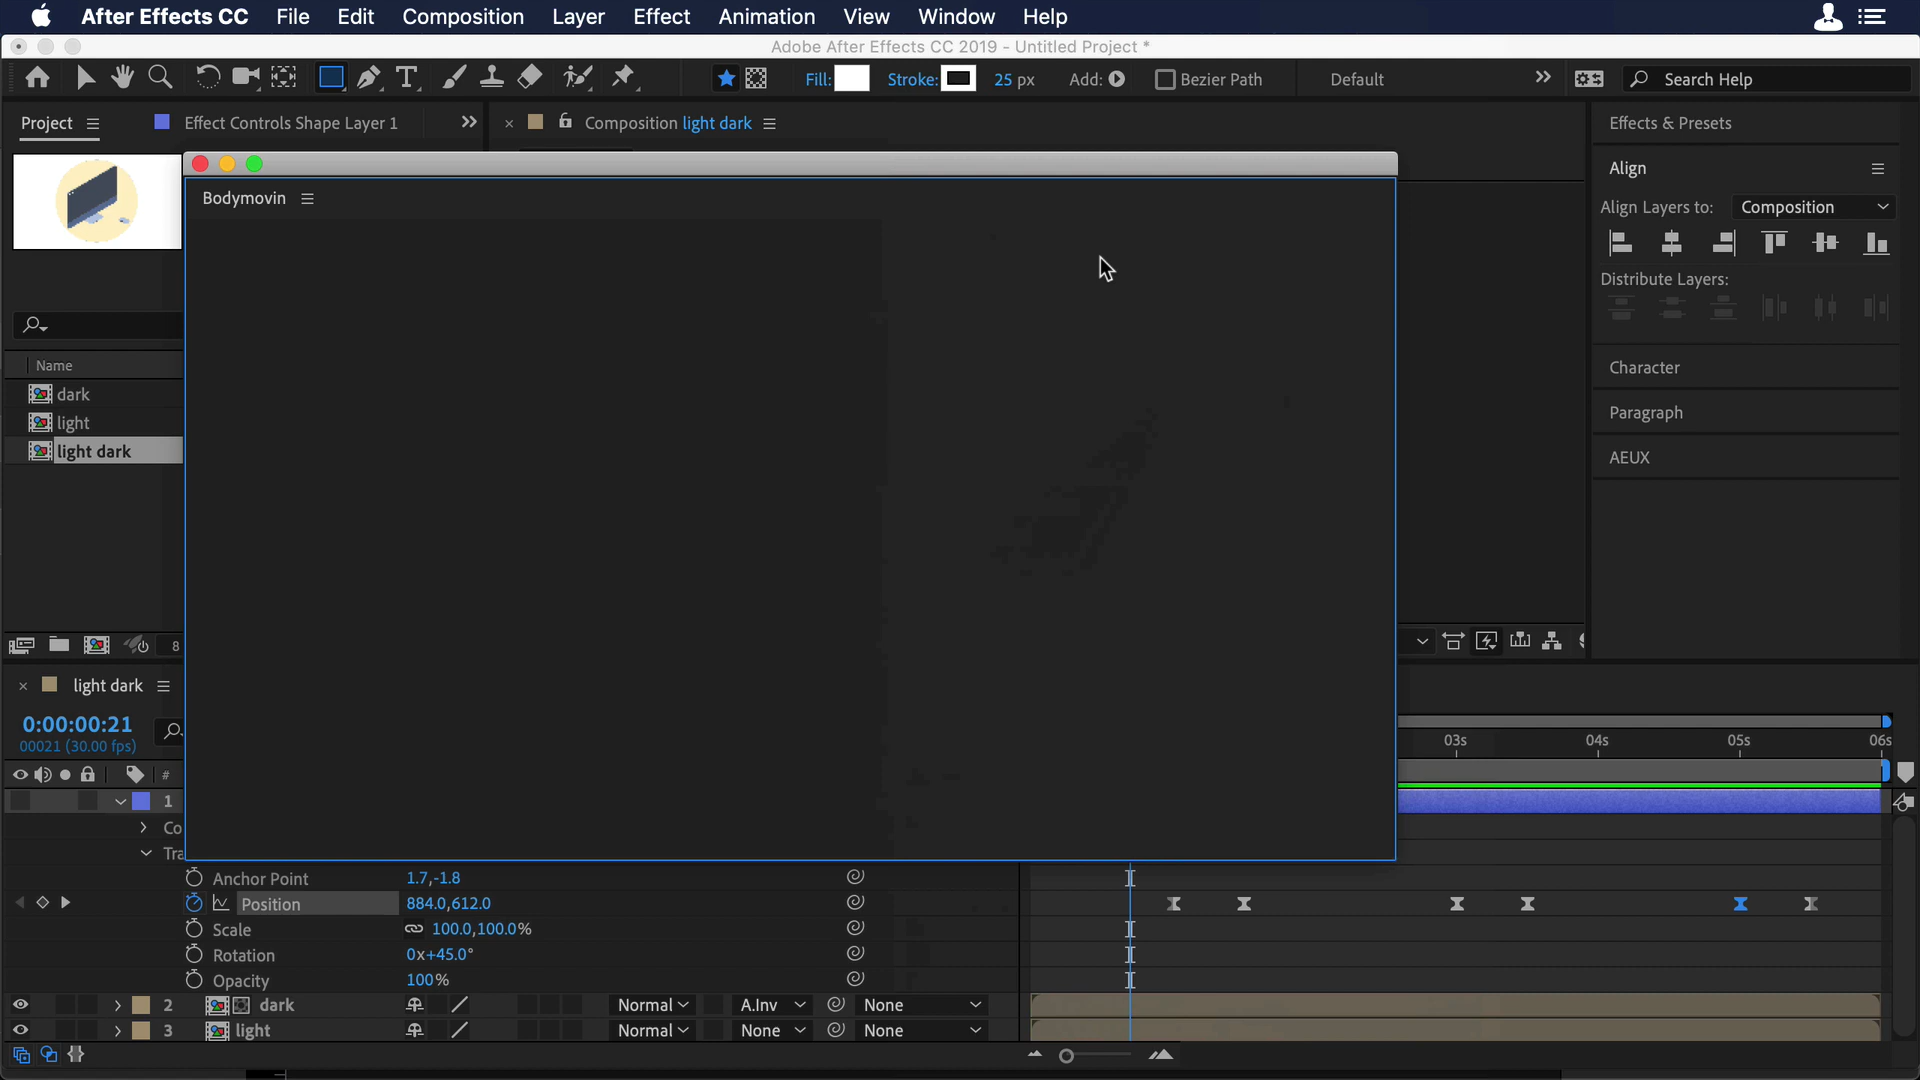 After Effects CC File Edit Composition Layer Effect Animation View Window Help
Adobe After Effects CC 2019 - Untitled Project *
Fill: Stroke: 25 px Add: Bezier Path Default Search Help
Project Effect Controls Shape Layer 1 Composition light dark Effects & Presets
Align
Bodymovin
Align Layers to: Composition
Distribute Layers:
Name
Character
dark
light
Paragraph
light dark
AEUX
8
light dark
0:00:00:21
00021 (30.00 fps)
03s 04s 05s 06s
#
1
Co
Tra
Anchor Point 1.7,-1.8
Position 884.0,612.0
Scale 100.0,100.0%
Rotation 0x+45.0°
Opacity 100%
2 dark Normal A.Inv None
3 light Normal None None